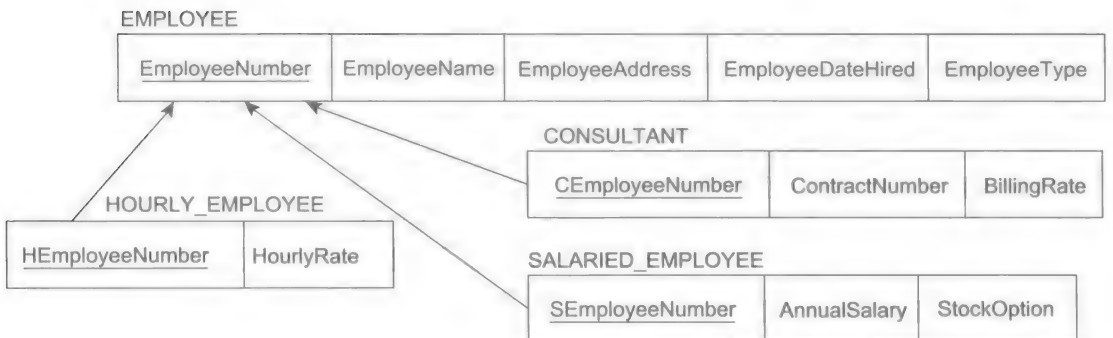 EMPLOYEE
EmployeeNumber EmployeeName EmployeeAddress EmployeeDateHired EmployeeType
CONSULTANT
CEmployeeNumber ContractNumber BillingRate
HOURLY_EMPLOYEE
HEmployeeNumber HourlyRate
SALARIED_EMPLOYEE
SEmployeeNumber AnnualSalary StockOption